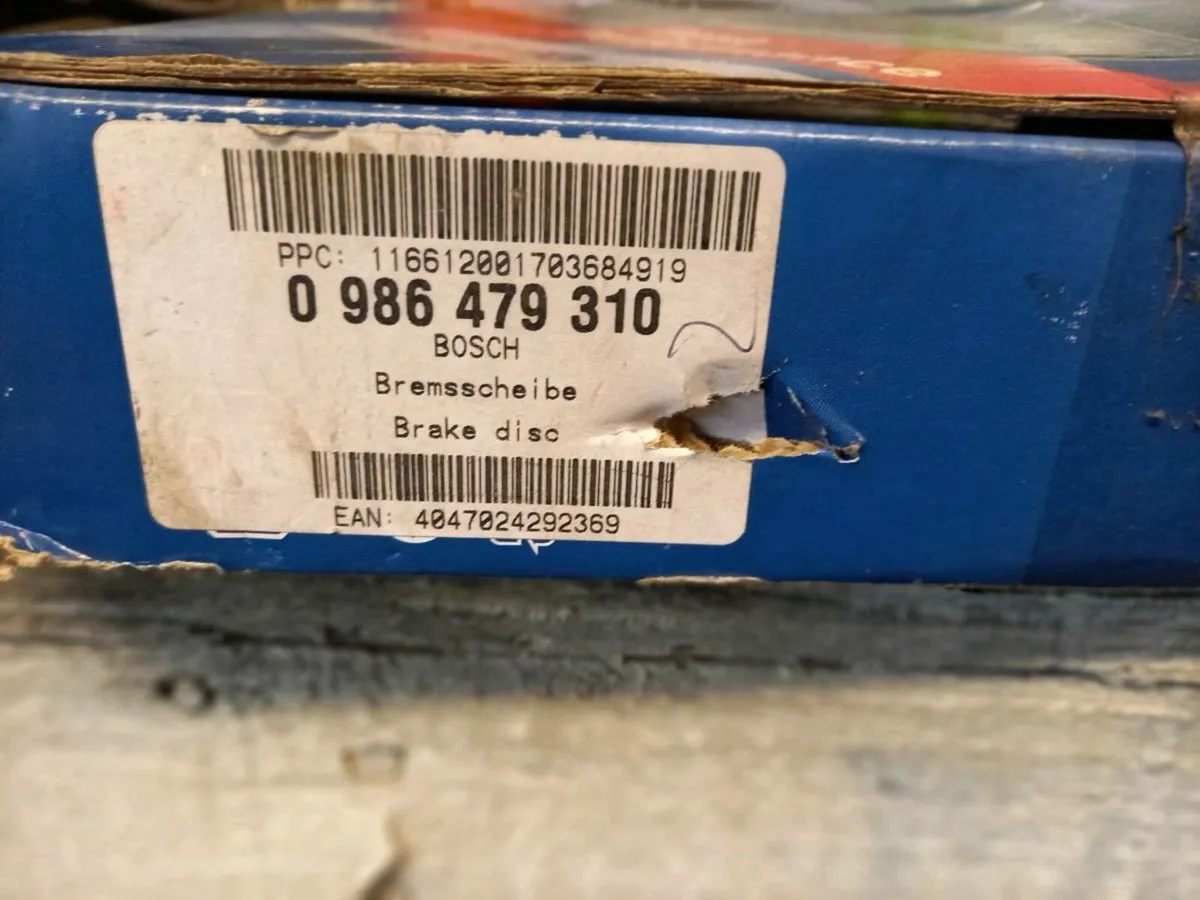 PPC: 116612001703684919
0 986 479 310
BOSCH
Bremsscheibe
Brake disc
EAN: 4047024292369